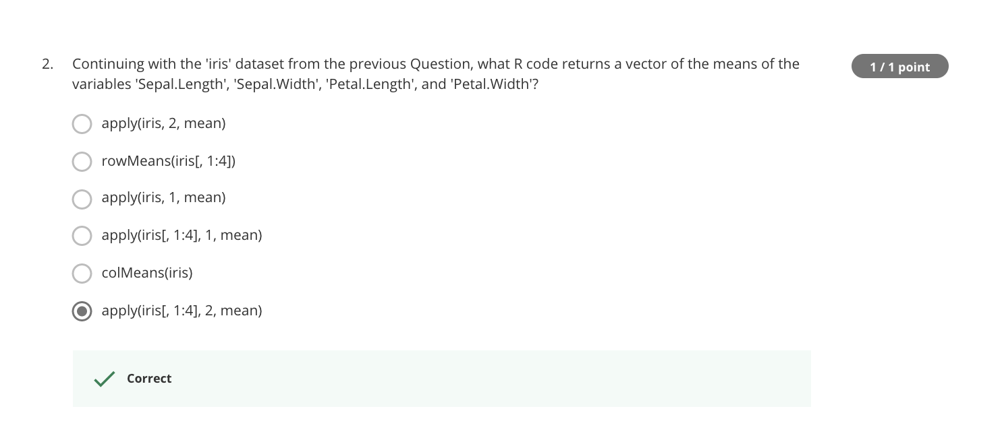 2. Continuing with the 'iris' dataset from the previous Question, what R code returns a vector of the means of the
variables 'Sepal.Length', 'Sepal.Width', 'Petal.Length', and 'Petal.Width'?
1 / 1 point
apply(iris, 2, mean)
rowMeans(iris[, 1:4])
apply(iris, 1, mean)
apply(iris[, 1:4], 1, mean)
colMeans(iris)
apply(iris[, 1:4], 2, mean)
Correct